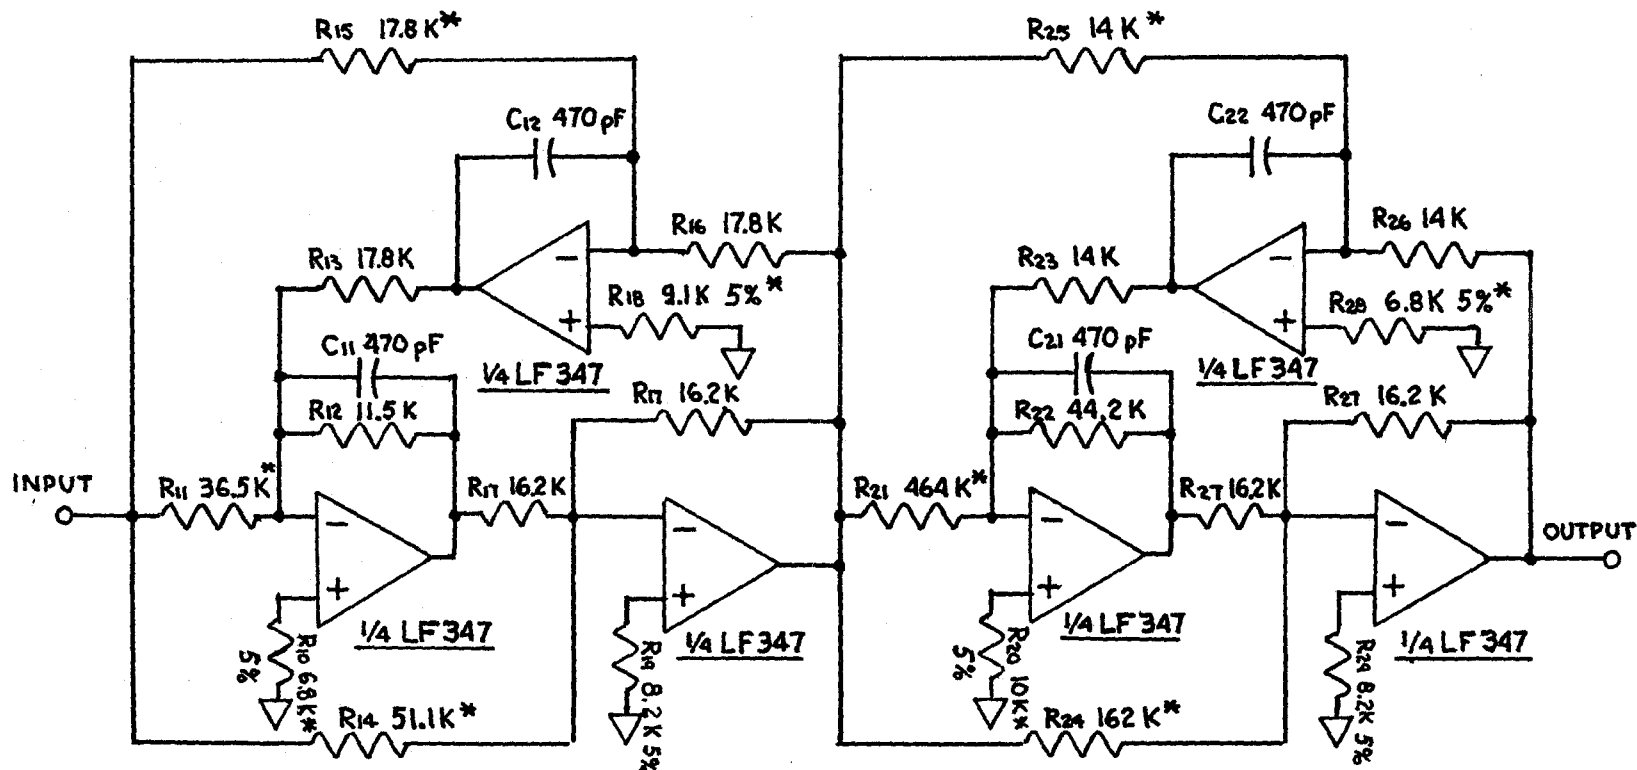 R15 17.8K*
R25 14K*
C12 470pF
C22 470pF
R16 17.8K
R26 14K
R13 17.8K
R23 14K
R18 9.1K 5%*
R28 6.8K 5%*
C11 470pF
C21 470pF
1/4 LF347
1/4 LF347
R12 11.5K
R17 16.2K
R22 44.2K
R27 16.2K
INPUT
R11 36.5K*
R17 16.2K
R21 464K*
R27 16.2K
OUTPUT
1/4 LF347
1/4 LF347
1/4 LF347
1/4 LF347
R10 6.8K*
5%
R19 8.2K 5%
R20 10K*
5%
R29 8.2K 5%
R14 51.1K*
R24 162K*